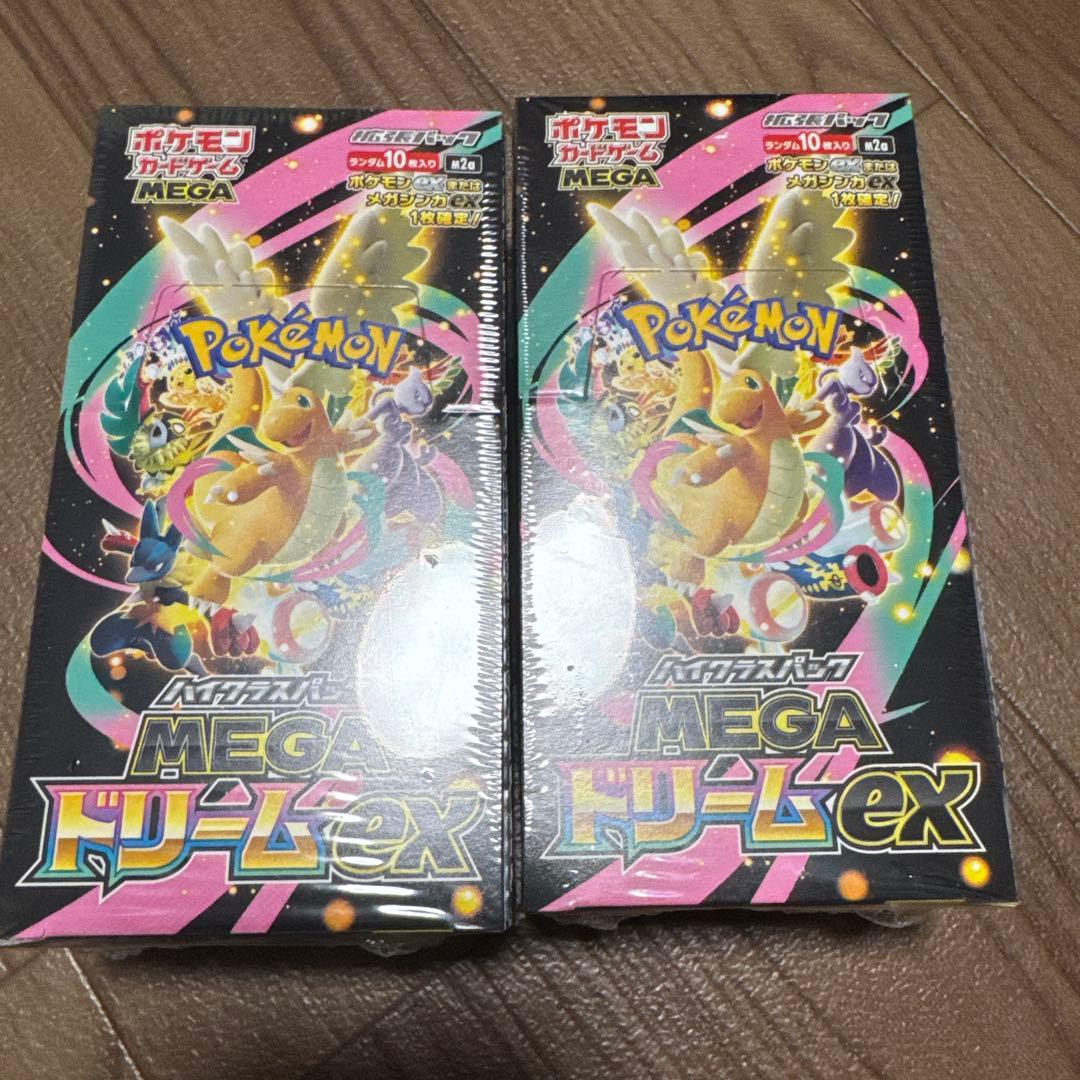 ポケモン
カードゲーム
MEGA
拡張パック
ランダム10枚入り M2a
ポケモンexまたは
メガシンカex
1枚確定!
POKéMON
ハイクラスパック
MEGA
ドリームex
ポケモン
カードゲーム
MEGA
拡張パック
ランダム10枚入り M2a
ポケモンexまたは
メガシンカex
1枚確定!
POKéMON
ハイクラスパック
MEGA
ドリームex